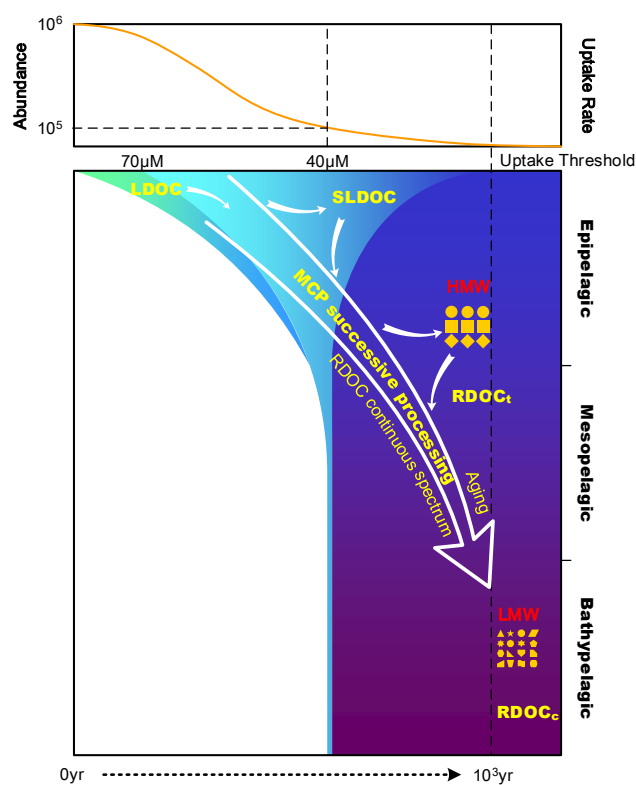 10⁶
Abundance
10⁵
Uptake Rate
70μM
40μM
Uptake Threshold
LDOC
SLDOC
Epipelagic
HMW
MCP successive processing
RDOC continuous spectrum
RDOCₜ
Mesopelagic
Aging
Bathypelagic
LMW
RDOC꜀
0yr
10³yr